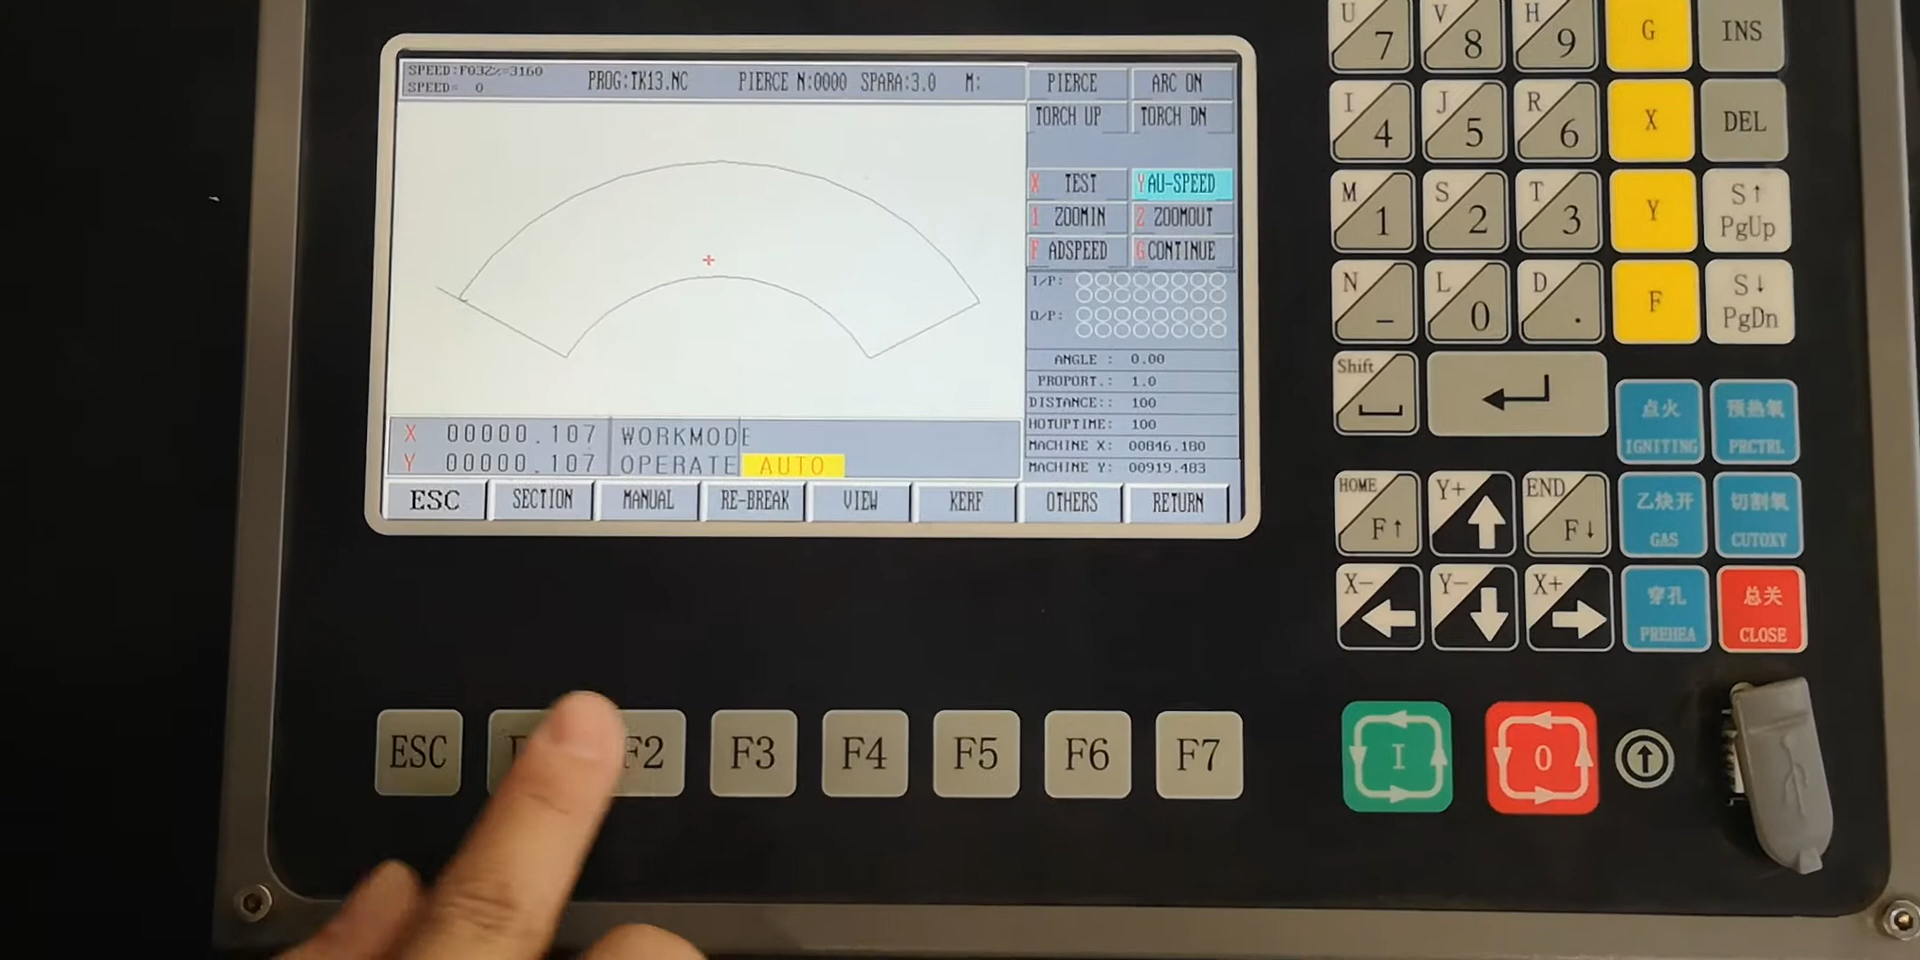 SPEED:F032%=3160
SPEED= 0
PROG:TK13.NC PIERCE N:0000 SPARA:3.0 M:
PIERCE ARC ON
TORCH UP TORCH DN
X TEST Y AU-SPEED
1 ZOOMIN 2 ZOOMOUT
F ADSPEED G CONTINUE
I/P:
O/P:
ANGLE : 0.00
PROPORT.: 1.0
DISTANCE:: 100
HOTUPTIME: 100
MACHINE X: 00846.180
MACHINE Y: 00919.483
X 00000.107 WORKMODE
Y 00000.107 OPERATE AUTO
ESC SECTION MANUAL RE-BREAK VIEW KERF OTHERS RETURN
U 7 V 8 H 9 G INS
I 4 J 5 R 6 X DEL
M 1 S 2 T 3 Y S↑ PgUp
N - L 0 D . F S↓ PgDn
Shift
点火 预热氧
IGNITING PRCTRL
HOME F↑ Y+ END F↓
乙炔开 切割氧
GAS CUTOXY
X- Y- X+
穿孔 总关
PREHEA CLOSE
ESC F2 F3 F4 F5 F6 F7 I 0